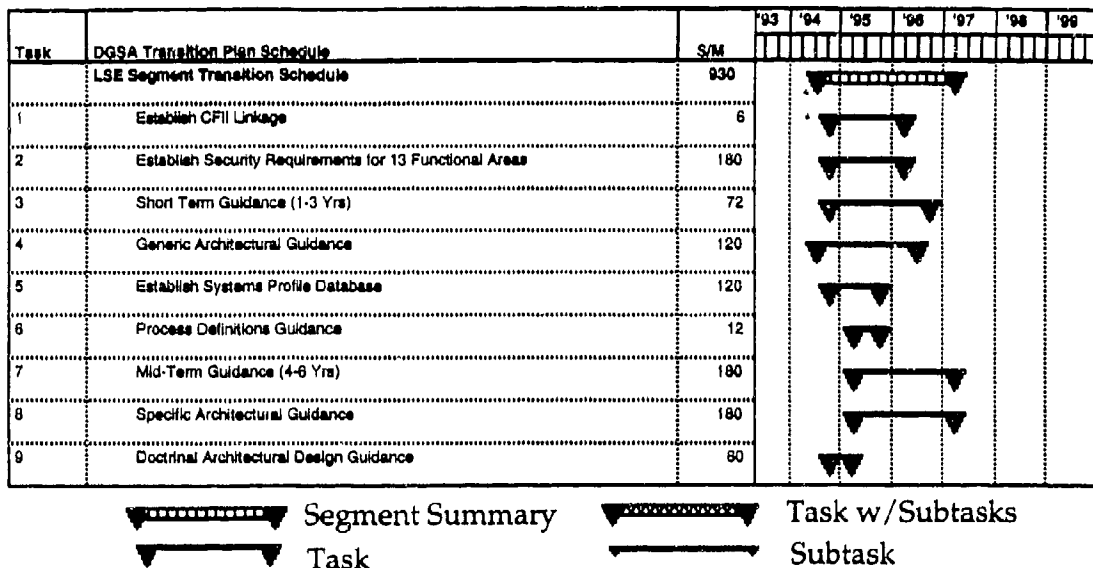 '93 '94 '95 '96 '97 '98 '99
Task DGSA Transition Plan Schedule S/M
LSE Segment Transition Schedule 930
1 Establish CFII Linkage 6
2 Establish Security Requirements for 13 Functional Areas 180
3 Short Term Guidance (1-3 Yrs) 72
4 Generic Architectural Guidance 120
5 Establish Systems Profile Database 120
6 Process Definitions Guidance 12
7 Mid-Term Guidance (4-6 Yrs) 180
8 Specific Architectural Guidance 180
9 Doctrinal Architectural Design Guidance 60
Segment Summary Task w/Subtasks
Task Subtask